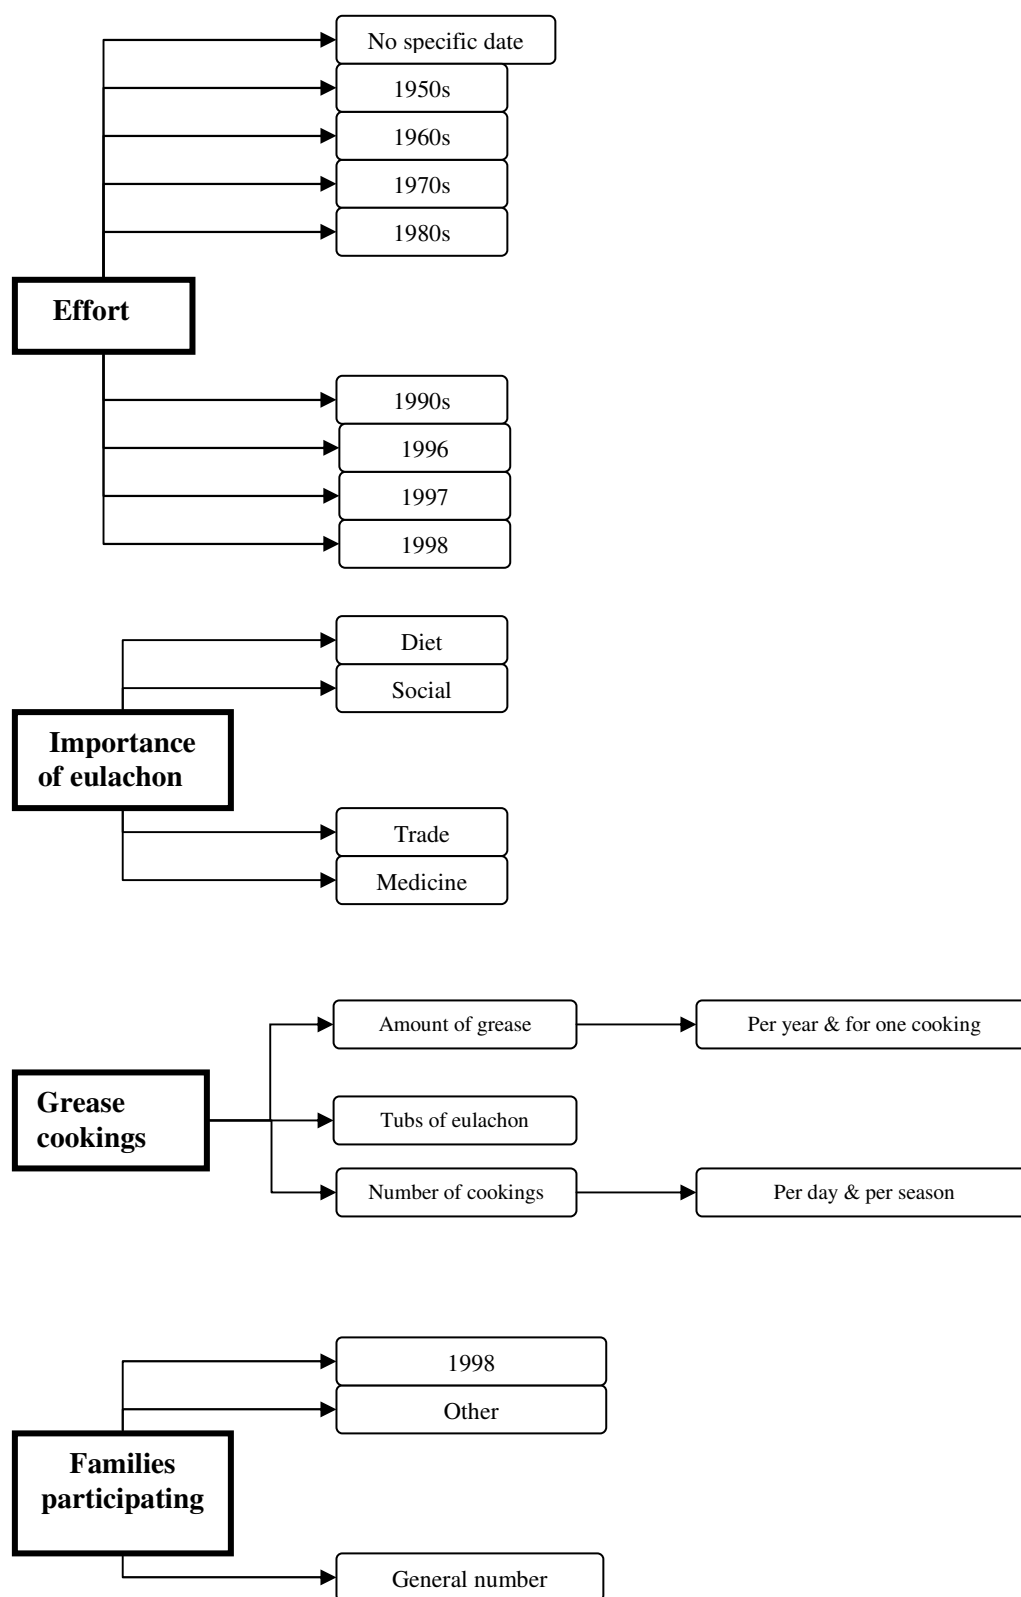 No specific date
1950s
1960s
1970s
1980s
Effort
1990s
1996
1997
1998
Diet
Social
Importance
of eulachon
Trade
Medicine
Amount of grease
Per year & for one cooking
Grease
cookings
Tubs of eulachon
Number of cookings
Per day & per season
1998
Other
Families
participating
General number